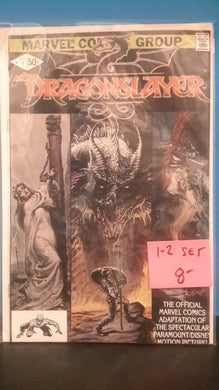 MARVEL COMICS GROUP
50¢
DRAGONSLAYER
1-2 SET
8-
THE OFFICIAL
MARVEL COMICS
ADAPTATION OF
THE SPECTACULAR
PARAMOUNT/DISNEY
MOTION PICTURE!